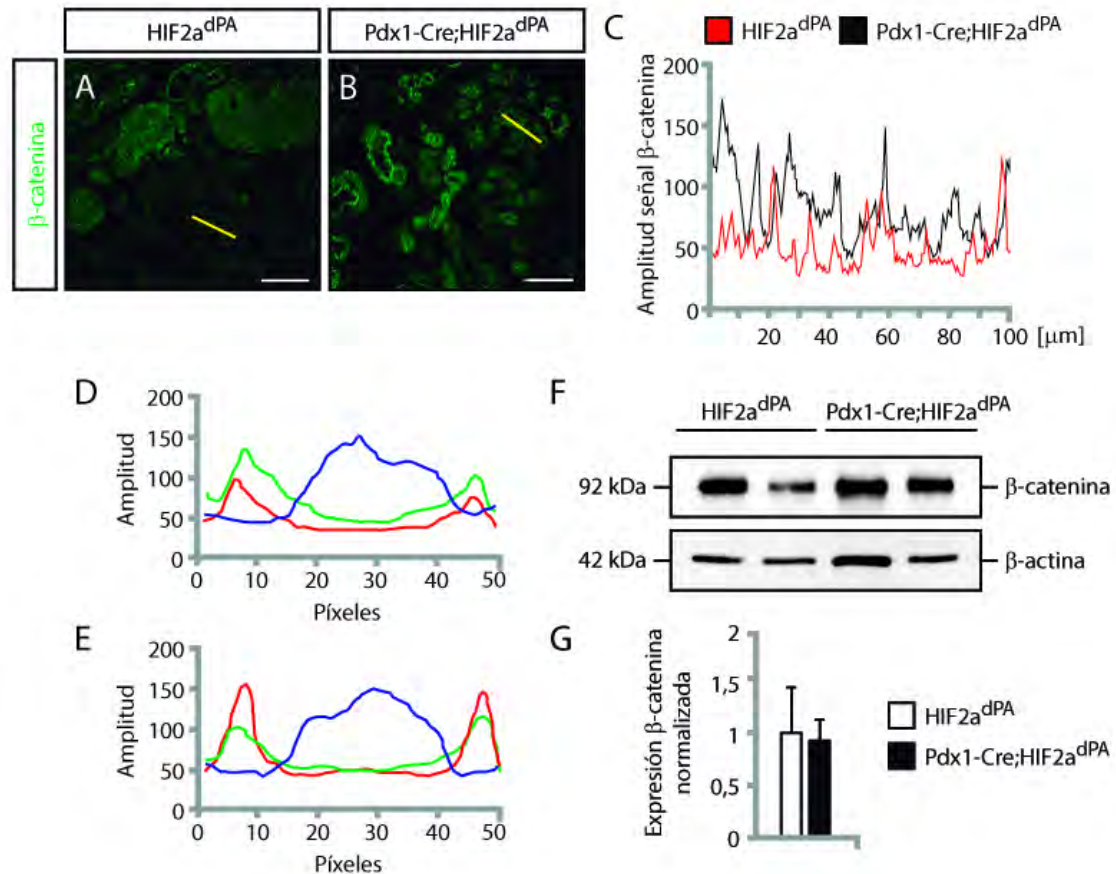 HIF2a^dPA
Pdx1-Cre;HIF2a^dPA
β-catenina
A
B
C
HIF2a^dPA
Pdx1-Cre;HIF2a^dPA
Amplitud señal β-catenina
200
150
100
50
0
20 40 60 80 100 [μm]
D
Amplitud
200
150
100
50
0
0 10 20 30 40 50
Píxeles
E
Amplitud
200
150
100
50
0
0 10 20 30 40 50
Píxeles
F
HIF2a^dPA
Pdx1-Cre;HIF2a^dPA
92 kDa
β-catenina
42 kDa
β-actina
G
Expresión β-catenina
normalizada
2
1,5
1
0,5
0
HIF2a^dPA
Pdx1-Cre;HIF2a^dPA